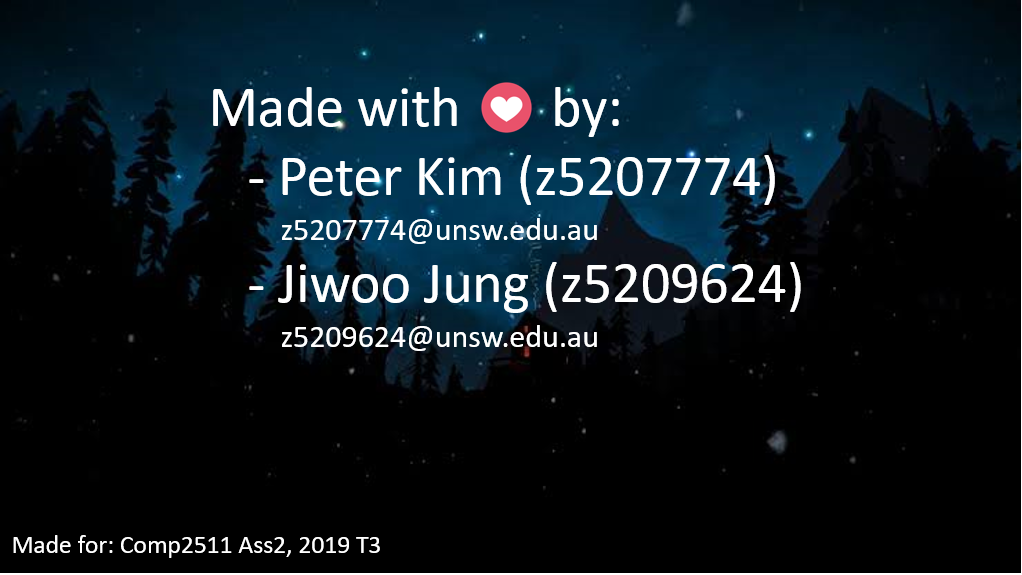 Made with ❤ by:
- Peter Kim (z5207774)
z5207774@unsw.edu.au
- Jiwoo Jung (z5209624)
z5209624@unsw.edu.au
Made for: Comp2511 Ass2, 2019 T3